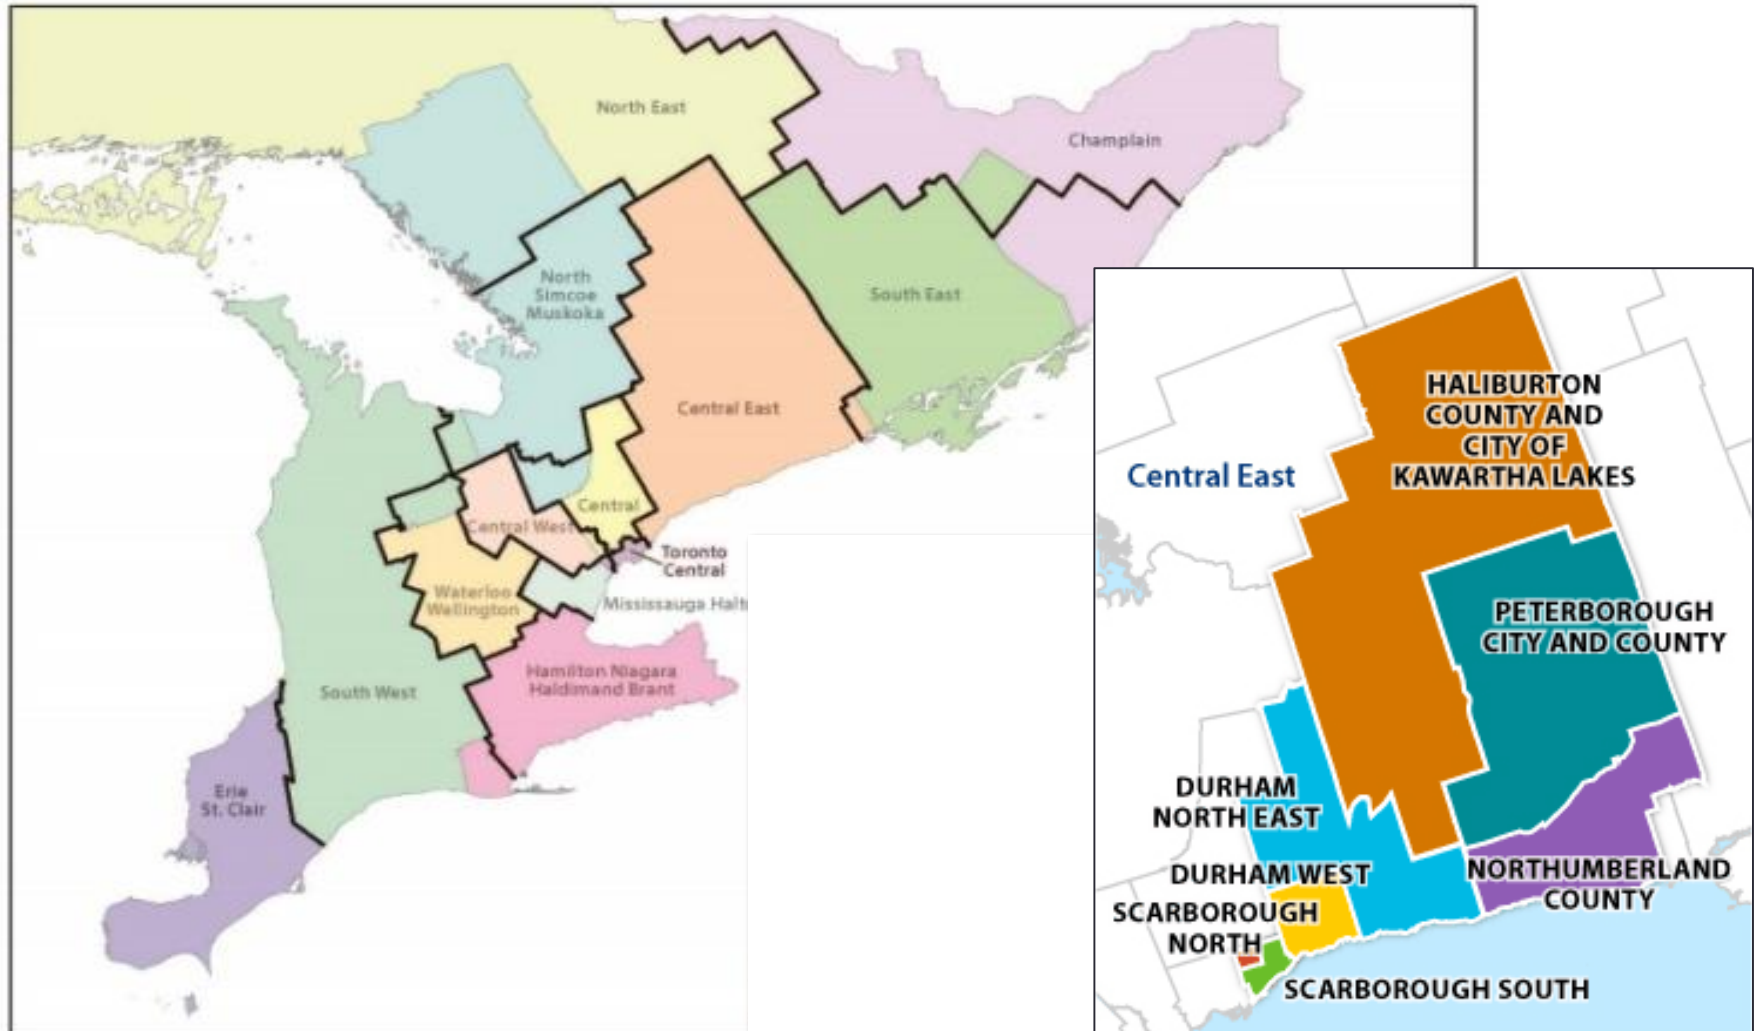 North East
Champlain
North
Simcoe
Muskoka
South East
Central East
Central
Central West
Toronto
Central
Waterloo
Wellington
Mississauga Halt
Hamilton Niagara
Haldimand Brant
South West
Erie
St. Clair
HALIBURTON
COUNTY AND
CITY OF
KAWARTHA LAKES
Central East
PETERBOROUGH
CITY AND COUNTY
DURHAM
NORTH EAST
DURHAM WEST
NORTHUMBERLAND
COUNTY
SCARBOROUGH
NORTH
SCARBOROUGH SOUTH